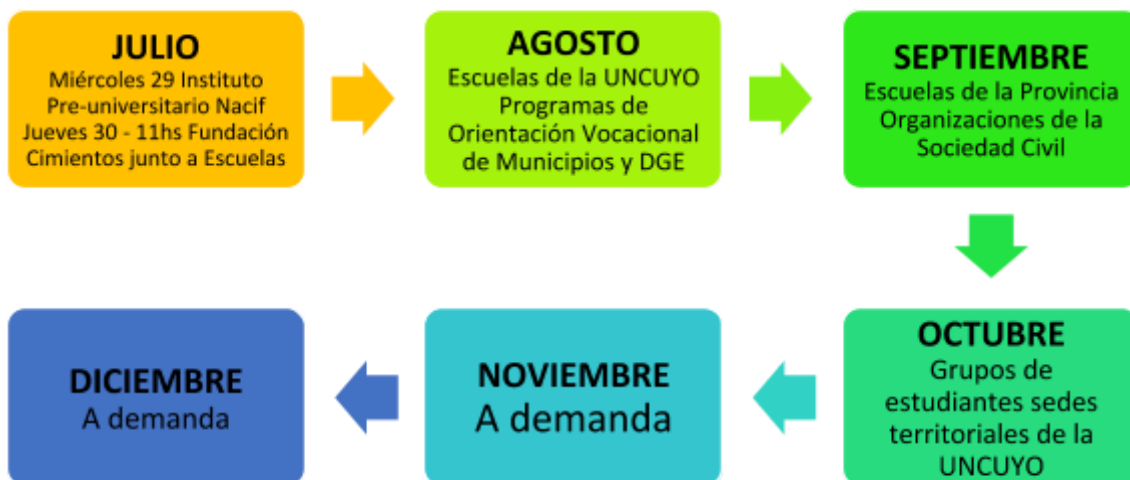 JULIO
Miércoles 29 Instituto
Pre-universitario Nacif
Jueves 30 - 11hs Fundación
Cimientos junto a Escuelas
AGOSTO
Escuelas de la UNCUYO
Programas de
Orientación Vocacional
de Municipios y DGE
SEPTIEMBRE
Escuelas de la Provincia
Organizaciones de la
Sociedad Civil
OCTUBRE
Grupos de
estudiantes sedes
territoriales de la
UNCUYO
NOVIEMBRE
A demanda
DICIEMBRE
A demanda